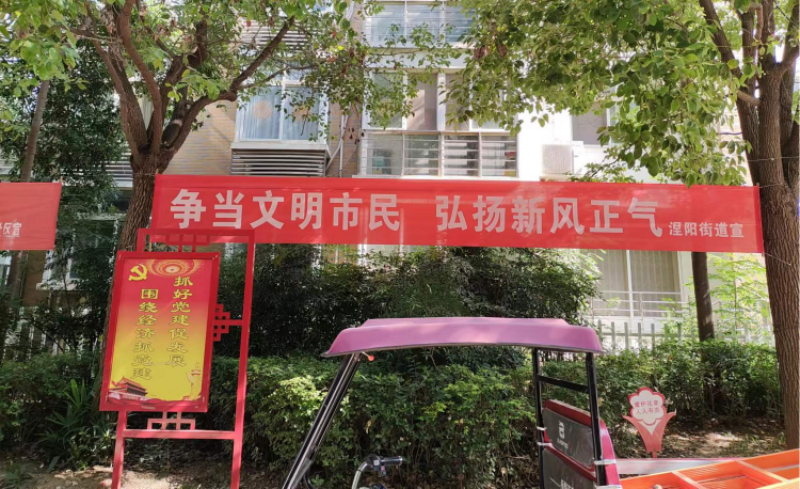 争当文明市民 弘扬新风正气 涅阳街道宣
抓好党建促发展
围绕经济抓党建